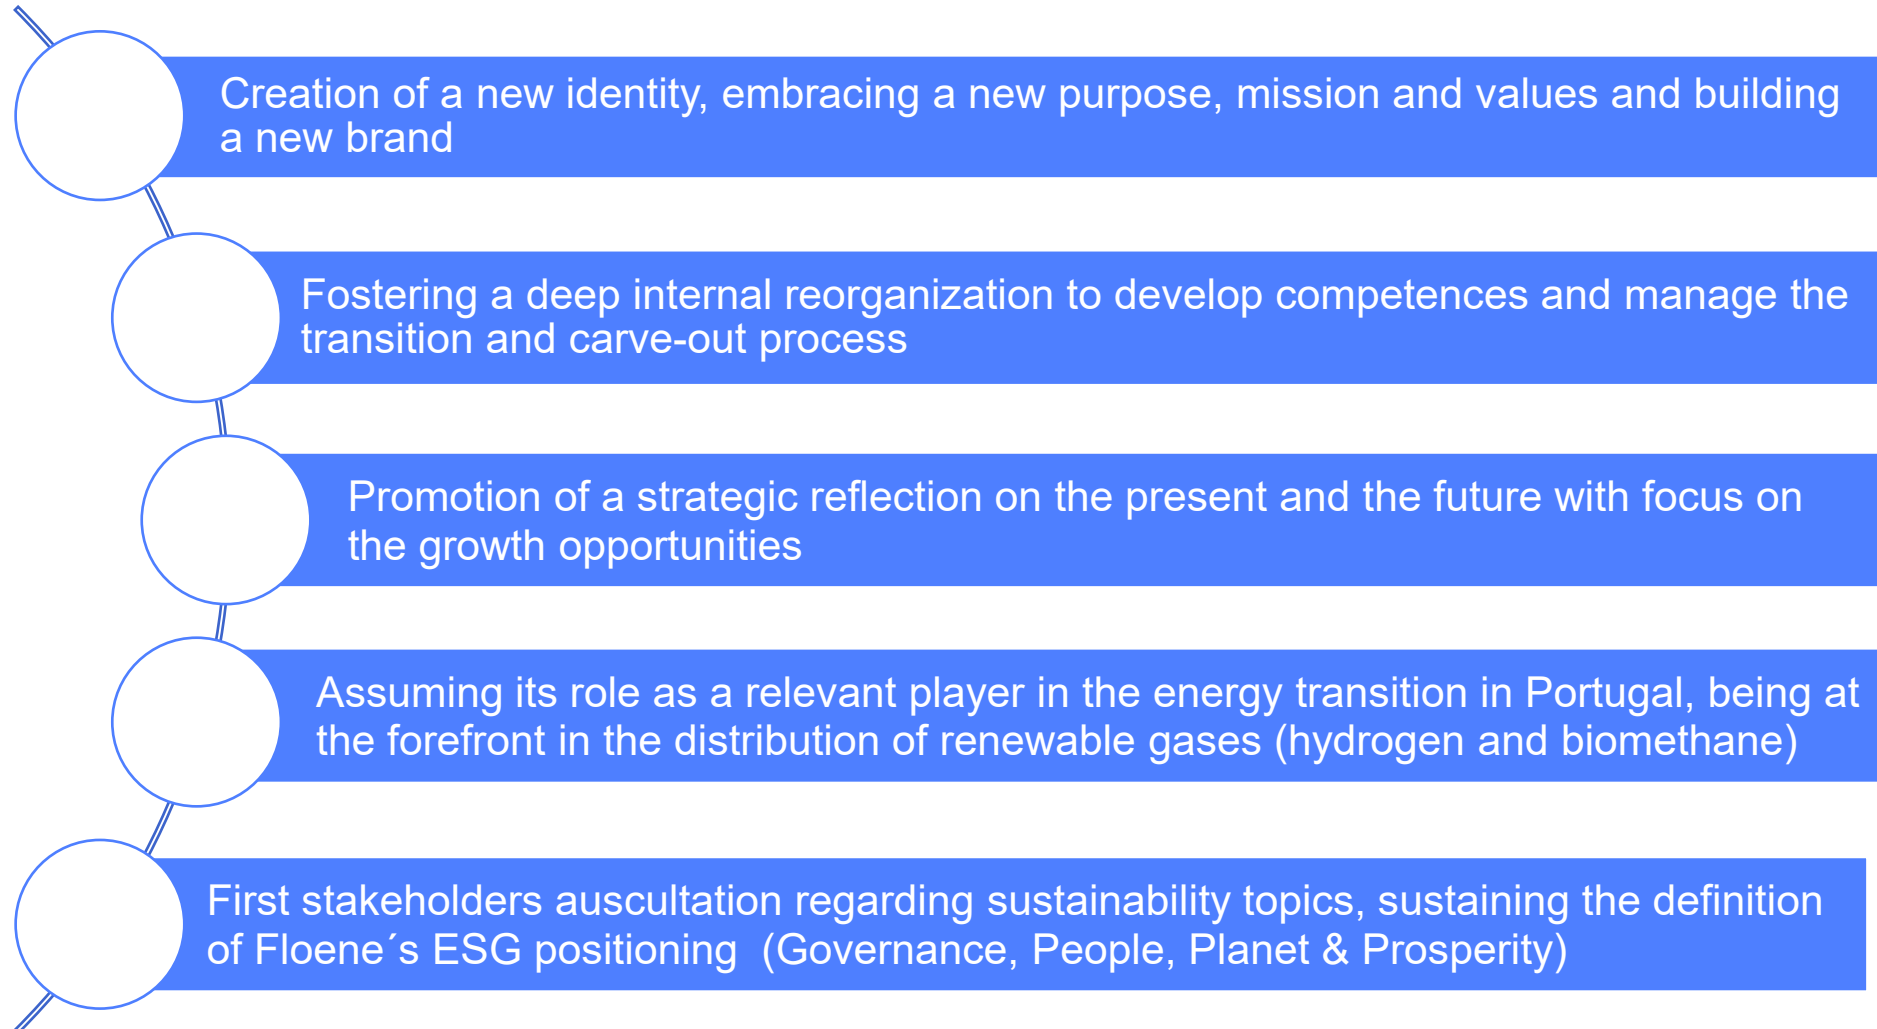 Creation of a new identity, embracing a new purpose, mission and values and building
a new brand
Fostering a deep internal reorganization to develop competences and manage the
transition and carve-out process
Promotion of a strategic reflection on the present and the future with focus on
the growth opportunities
Assuming its role as a relevant player in the energy transition in Portugal, being at
the forefront in the distribution of renewable gases (hydrogen and biomethane)
First stakeholders auscultation regarding sustainability topics, sustaining the definition
of Floene´s ESG positioning  (Governance, People, Planet & Prosperity)